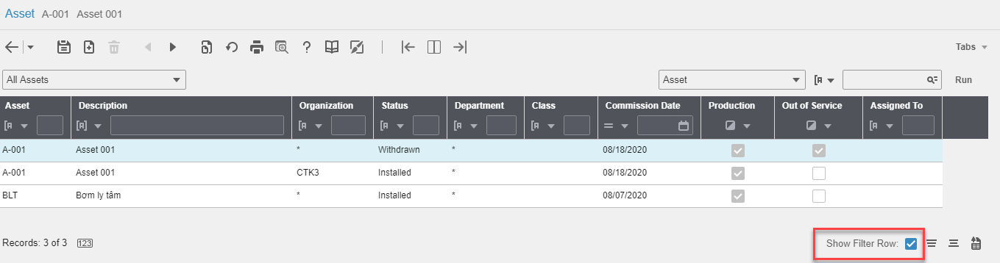 Asset A-001 Asset 001
Tabs
All Assets Asset Run
Asset Description Organization Status Department Class Commission Date Production Out of Service Assigned To
A-001 Asset 001 * Withdrawn * 08/18/2020
A-001 Asset 001 CTK3 Installed * 08/18/2020
BLT Bơm ly tâm * Installed * 08/07/2020
Records: 3 of 3 123 Show Filter Row: